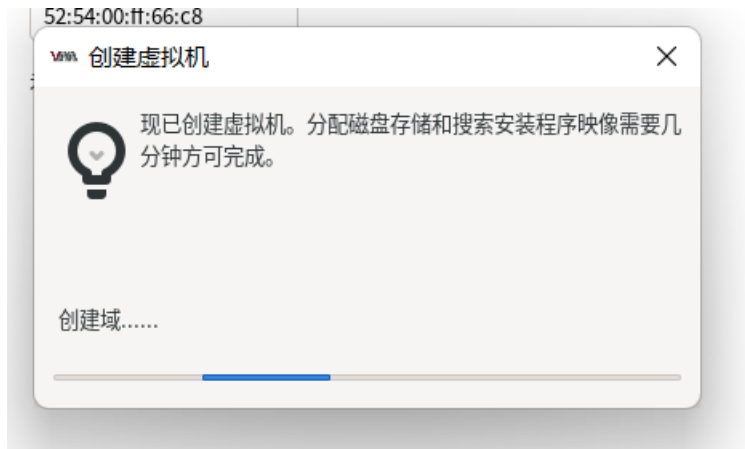 52:54:00:ff:66:c8
创建虚拟机
现已创建虚拟机。分配磁盘存储和搜索安装程序映像需要几
分钟方可完成。
创建域......